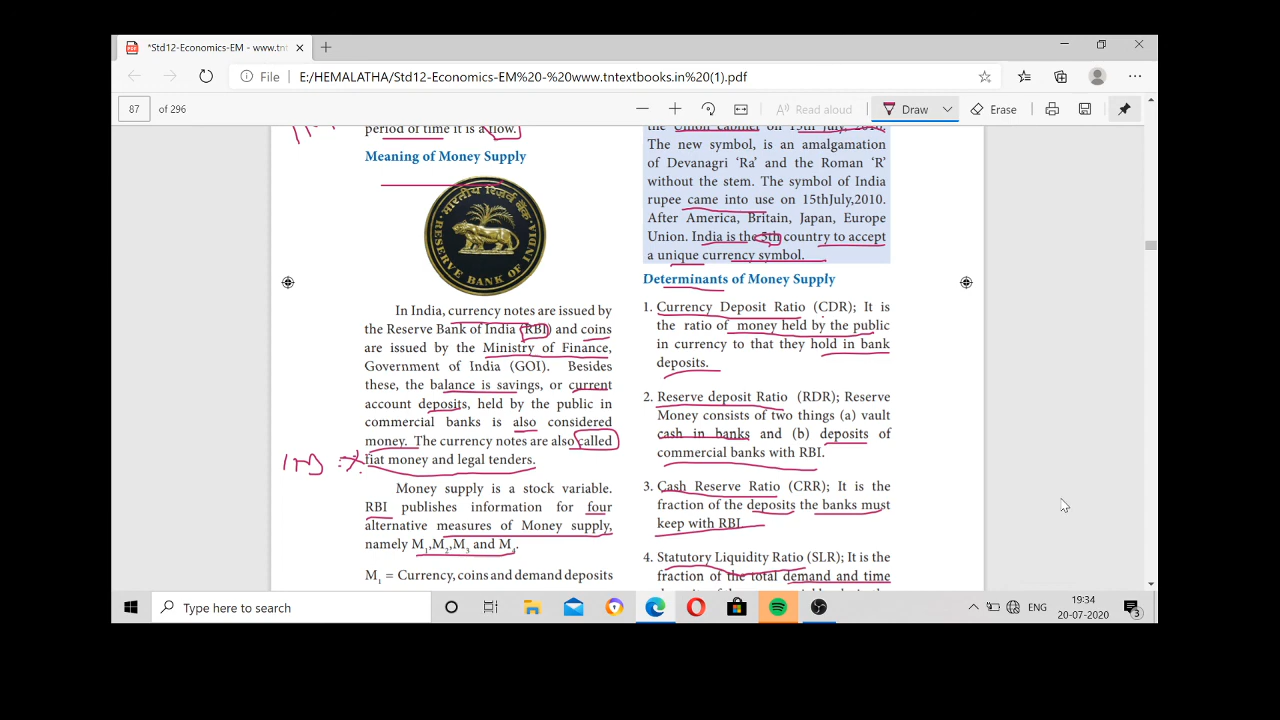 *Std12-Economics-EM - www.tnt
File
E:/HEMALATHA/Std12-Economics-EM%20-%20www.tntextbooks.in%20(1).pdf
87 of 296
Read aloud
Draw
Erase
period of time it is a flow.
Meaning of Money Supply
भारतीय रिज़र्व बैंक
RESERVE BANK OF INDIA
In India, currency notes are issued by
the Reserve Bank of India (RBI) and coins
are issued by the Ministry of Finance,
Government of India (GOI). Besides
these, the balance is savings, or current
account deposits, held by the public in
commercial banks is also considered
money. The currency notes are also called
fiat money and legal tenders.
Money supply is a stock variable.
RBI publishes information for four
alternative measures of Money supply,
namely M1,M2,M3 and M4.
M1 = Currency, coins and demand deposits
the Union cabinet on 15th July, 2010.
The new symbol, is an amalgamation
of Devanagri ‘Ra’ and the Roman ‘R’
without the stem. The symbol of India
rupee came into use on 15thJuly,2010.
After America, Britain, Japan, Europe
Union. India is the 5th country to accept
a unique currency symbol.
Determinants of Money Supply
1. Currency Deposit Ratio (CDR); It is
the ratio of money held by the public
in currency to that they hold in bank
deposits.
2. Reserve deposit Ratio (RDR); Reserve
Money consists of two things (a) vault
cash in banks and (b) deposits of
commercial banks with RBI.
3. Cash Reserve Ratio (CRR); It is the
fraction of the deposits the banks must
keep with RBI.
4. Statutory Liquidity Ratio (SLR); It is the
fraction of the total demand and time
Type here to search
ENG
19:34
20-07-2020
3